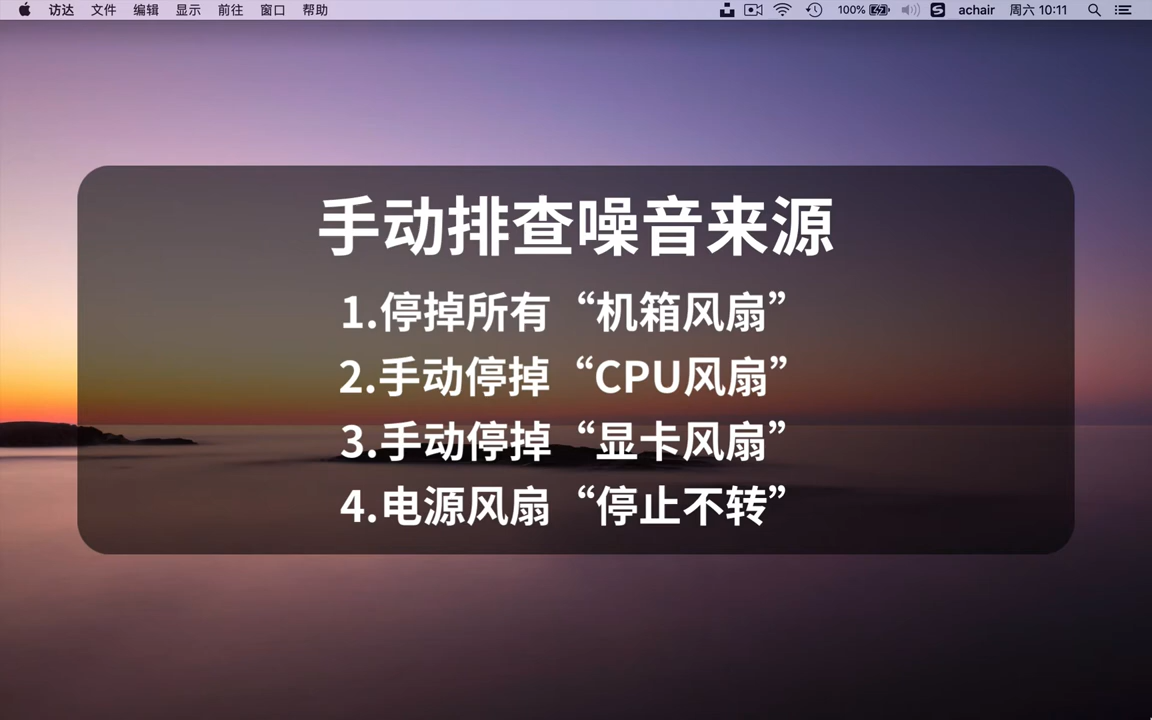 访达 文件 编辑 显示 前往 窗口 帮助 100% achair 周六 10:11
手动排查噪音来源
1.停掉所有“机箱风扇”
2.手动停掉“CPU风扇”
3.手动停掉“显卡风扇”
4.电源风扇“停止不转”